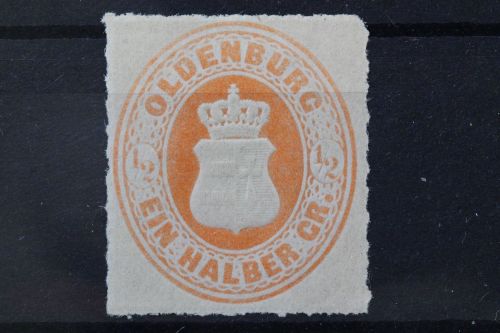 OLDENBURG
1/2 1/2
EIN HALBER GR.